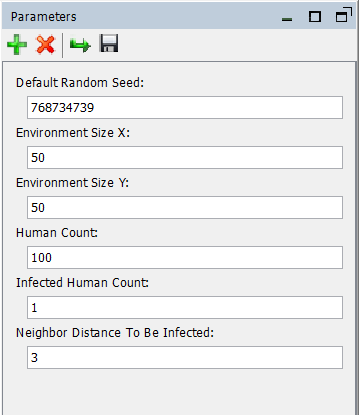 Parameters
Default Random Seed:
768734739
Environment Size X:
50
Environment Size Y:
50
Human Count:
100
Infected Human Count:
1
Neighbor Distance To Be Infected:
3